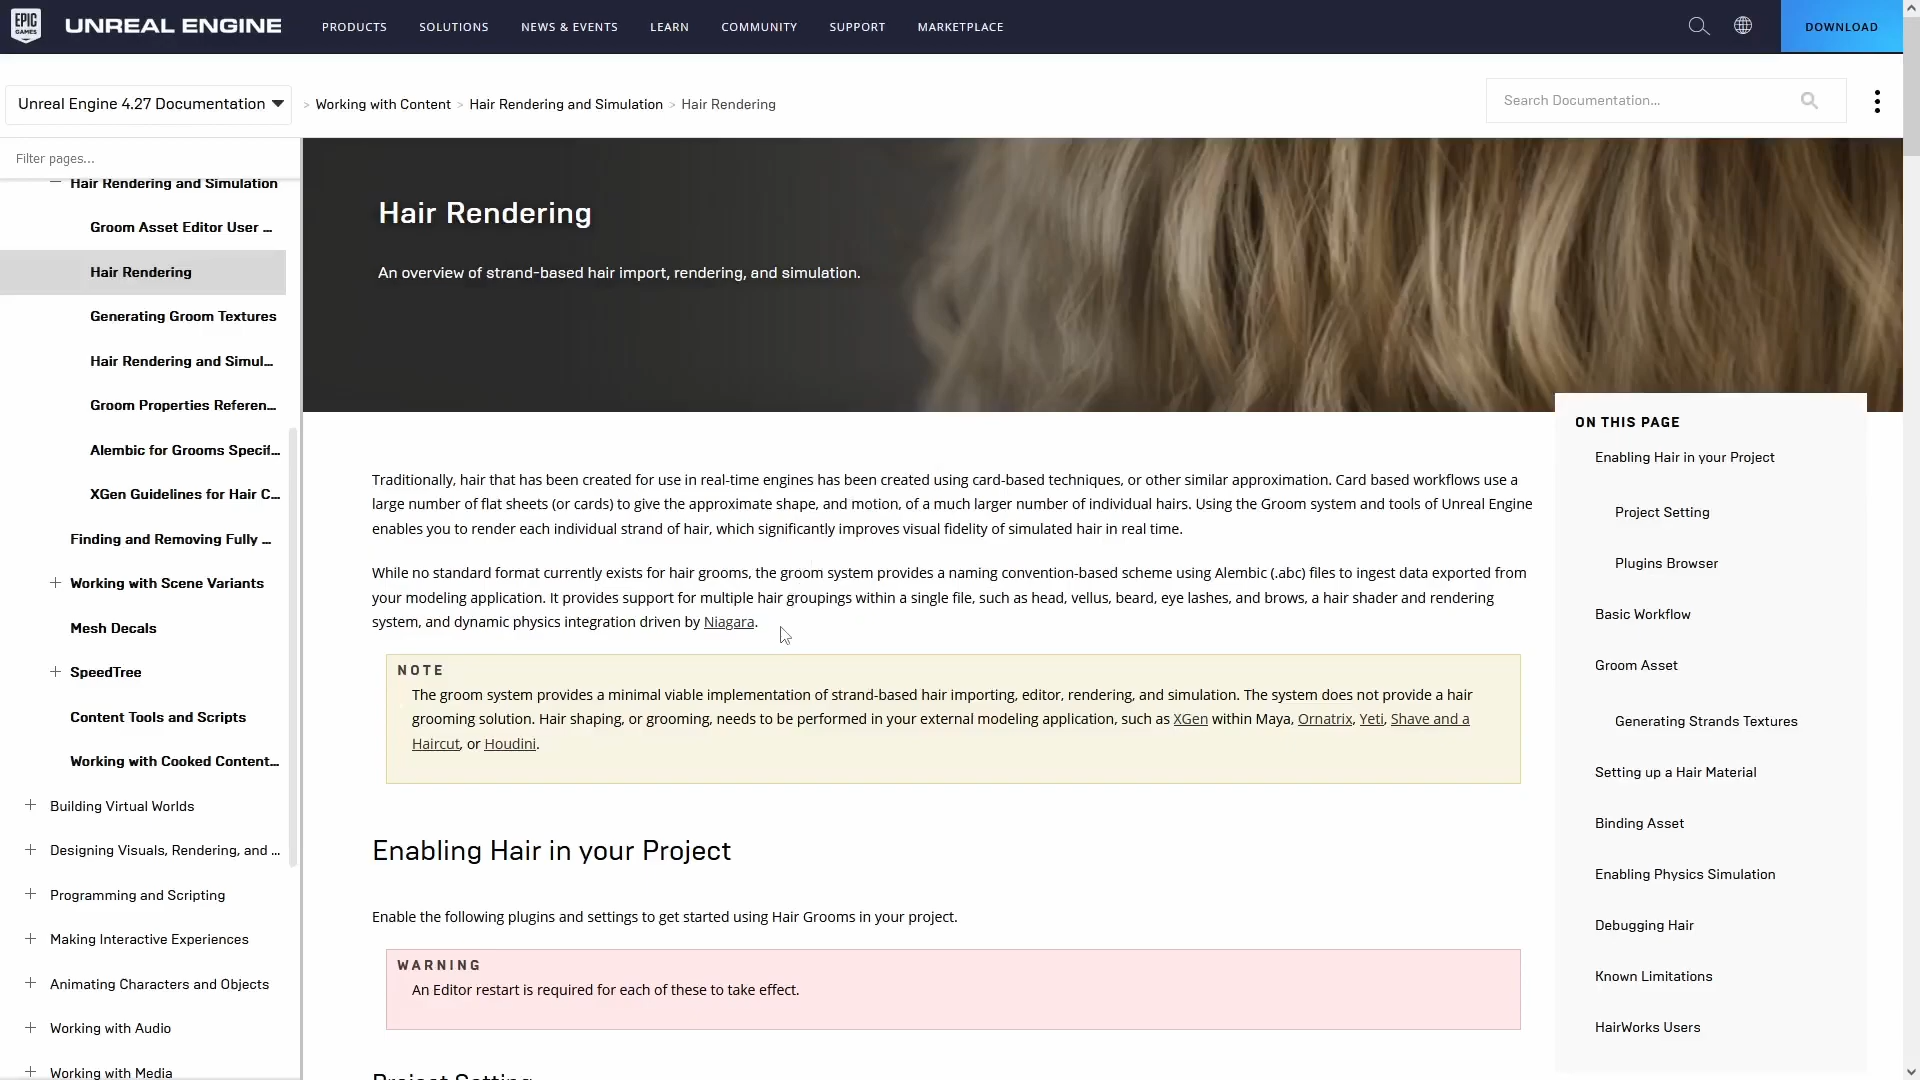 EPIC
GAMES
UNREAL ENGINE
PRODUCTS
SOLUTIONS
NEWS & EVENTS
LEARN
COMMUNITY
SUPPORT
MARKETPLACE
DOWNLOAD
Unreal Engine 4.27 Documentation
> Working with Content > Hair Rendering and Simulation > Hair Rendering
Search Documentation...
Filter pages...
Hair Rendering and Simulation
Groom Asset Editor User ...
Hair Rendering
Generating Groom Textures
Hair Rendering and Simul...
Groom Properties Referen...
Alembic for Grooms Specif...
XGen Guidelines for Hair C...
Finding and Removing Fully ...
Working with Scene Variants
Mesh Decals
SpeedTree
Content Tools and Scripts
Working with Cooked Content...
Building Virtual Worlds
Designing Visuals, Rendering, and ...
Programming and Scripting
Making Interactive Experiences
Animating Characters and Objects
Working with Audio
Working with Media
Hair Rendering
An overview of strand-based hair import, rendering, and simulation.
Traditionally, hair that has been created for use in real-time engines has been created using card-based techniques, or other similar approximation. Card based workflows use a
large number of flat sheets (or cards) to give the approximate shape, and motion, of a much larger number of individual hairs. Using the Groom system and tools of Unreal Engine
enables you to render each individual strand of hair, which significantly improves visual fidelity of simulated hair in real time.
While no standard format currently exists for hair grooms, the groom system provides a naming convention-based scheme using Alembic (.abc) files to ingest data exported from
your modeling application. It provides support for multiple hair groupings within a single file, such as head, vellus, beard, eye lashes, and brows, a hair shader and rendering
system, and dynamic physics integration driven by Niagara.
NOTE
The groom system provides a minimal viable implementation of strand-based hair importing, editor, rendering, and simulation. The system does not provide a hair
grooming solution. Hair shaping, or grooming, needs to be performed in your external modeling application, such as XGen within Maya, Ornatrix, Yeti, Shave and a
Haircut, or Houdini.
Enabling Hair in your Project
Enable the following plugins and settings to get started using Hair Grooms in your project.
WARNING
An Editor restart is required for each of these to take effect.
Project Setting
ON THIS PAGE
Enabling Hair in your Project
Project Setting
Plugins Browser
Basic Workflow
Groom Asset
Generating Strands Textures
Setting up a Hair Material
Binding Asset
Enabling Physics Simulation
Debugging Hair
Known Limitations
HairWorks Users